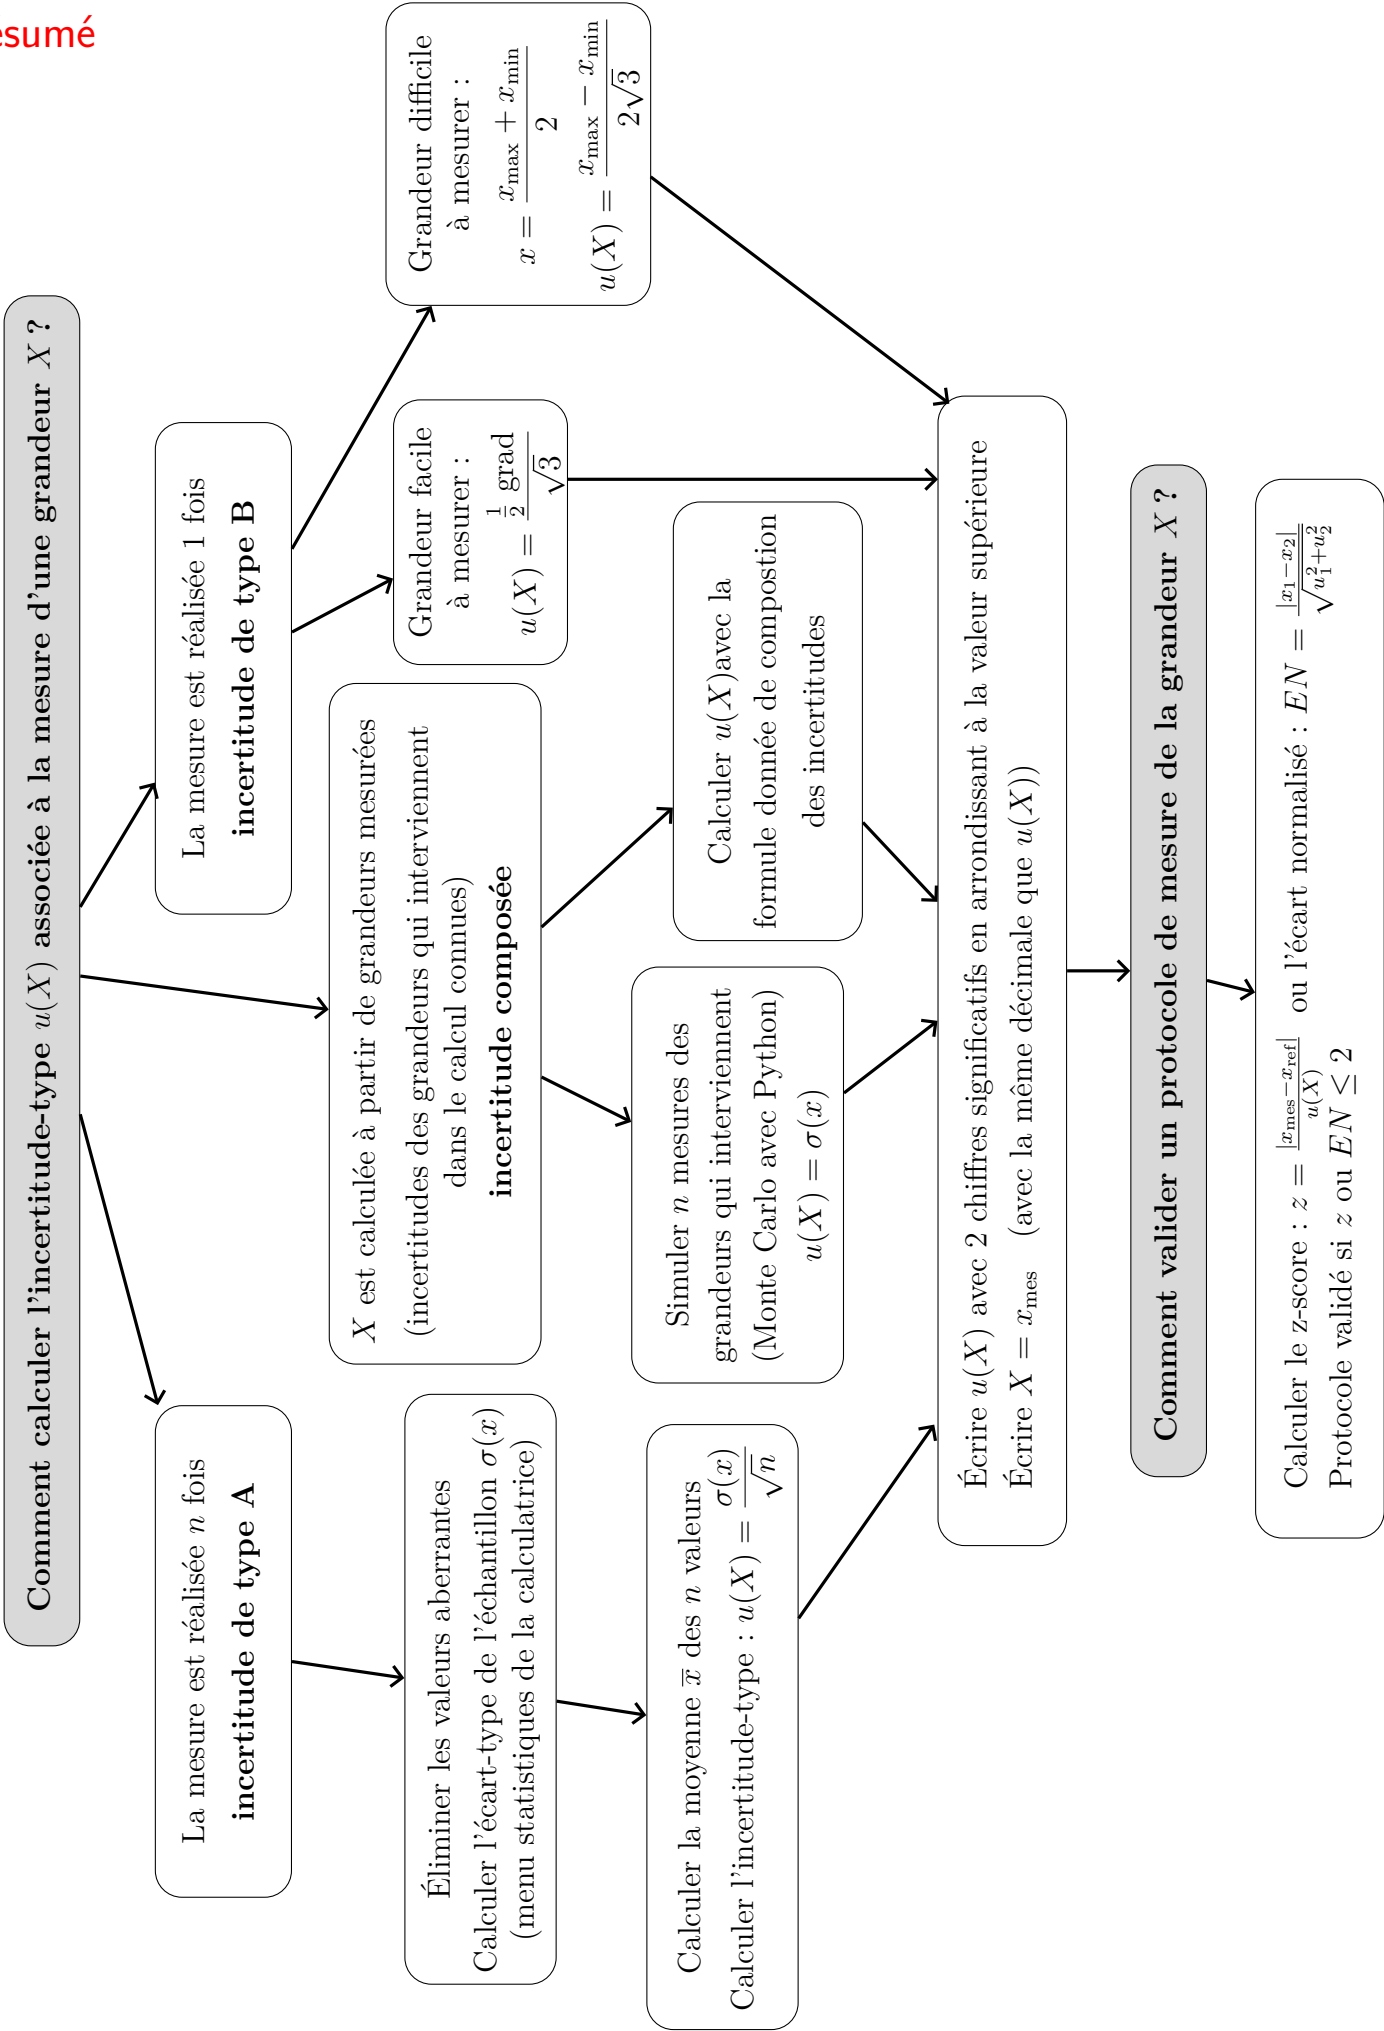 esumé
Comment calculer l'incertitude-type u(X) associée à la mesure d'une grandeur X ?
La mesure est réalisée n fois
incertitude de type A
Éliminer les valeurs aberrantes
Calculer l'écart-type de l'échantillon σ(x)
(menu statistiques de la calculatrice)
Calculer la moyenne x̅ des n valeurs
Calculer l'incertitude-type : u(X) = σ(x)/√n
X est calculée à partir de grandeurs mesurées
(incertitudes des grandeurs qui interviennent
dans le calcul connues)
incertitude composée
Simuler n mesures des
grandeurs qui interviennent
(Monte Carlo avec Python)
u(X) = σ(x)
Calculer u(X)avec la
formule donnée de compostion
des incertitudes
La mesure est réalisée 1 fois
incertitude de type B
Grandeur facile
à mesurer :
u(X) = (1/2 grad)/√3
Grandeur difficile
à mesurer :
x = (x_max + x_min)/2
u(X) = (x_max − x_min)/(2√3)
Écrire u(X) avec 2 chiffres significatifs en arrondissant à la valeur supérieure
Écrire X = x_mes (avec la même décimale que u(X))
Comment valider un protocole de mesure de la grandeur X ?
Calculer le z-score : z = |x_mes−x_ref|/u(X) ou l'écart normalisé : EN = |x₁−x₂|/√(u₁²+u₂²)
Protocole validé si z ou EN ≤ 2